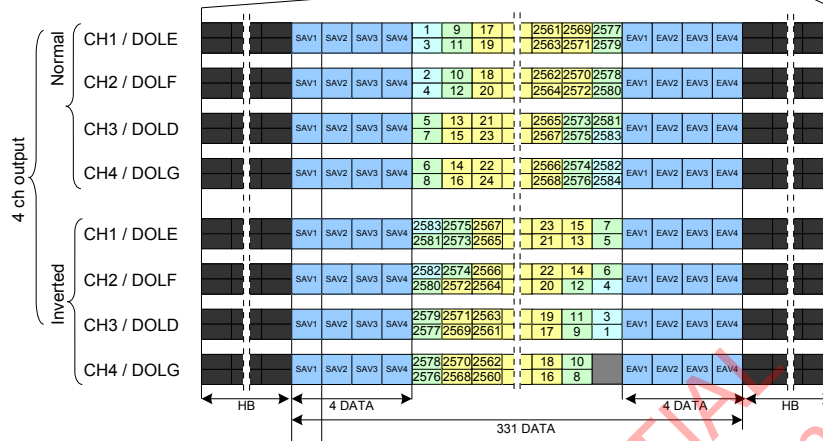 4 ch output
Normal
CH1 / DOLE SAV1 SAV2 SAV3 SAV4 1 9 17 2561 2569 2577 EAV1 EAV2 EAV3 EAV4
3 11 19 2563 2571 2579
CH2 / DOLF SAV1 SAV2 SAV3 SAV4 2 10 18 2562 2570 2578 EAV1 EAV2 EAV3 EAV4
4 12 20 2564 2572 2580
CH3 / DOLD SAV1 SAV2 SAV3 SAV4 5 13 21 2565 2573 2581 EAV1 EAV2 EAV3 EAV4
7 15 23 2567 2575 2583
CH4 / DOLG SAV1 SAV2 SAV3 SAV4 6 14 22 2566 2574 2582 EAV1 EAV2 EAV3 EAV4
8 16 24 2568 2576 2584
Inverted
CH1 / DOLE SAV1 SAV2 SAV3 SAV4 2583 2575 2567 23 15 7 EAV1 EAV2 EAV3 EAV4
2581 2573 2565 21 13 5
CH2 / DOLF SAV1 SAV2 SAV3 SAV4 2582 2574 2566 22 14 6 EAV1 EAV2 EAV3 EAV4
2580 2572 2564 20 12 4
CH3 / DOLD SAV1 SAV2 SAV3 SAV4 2579 2571 2563 19 11 3 EAV1 EAV2 EAV3 EAV4
2577 2569 2561 17 9 1
CH4 / DOLG SAV1 SAV2 SAV3 SAV4 2578 2570 2562 18 10 EAV1 EAV2 EAV3 EAV4
2576 2568 2560 16 8
HB 4 DATA 4 DATA HB
331 DATA
TIAL